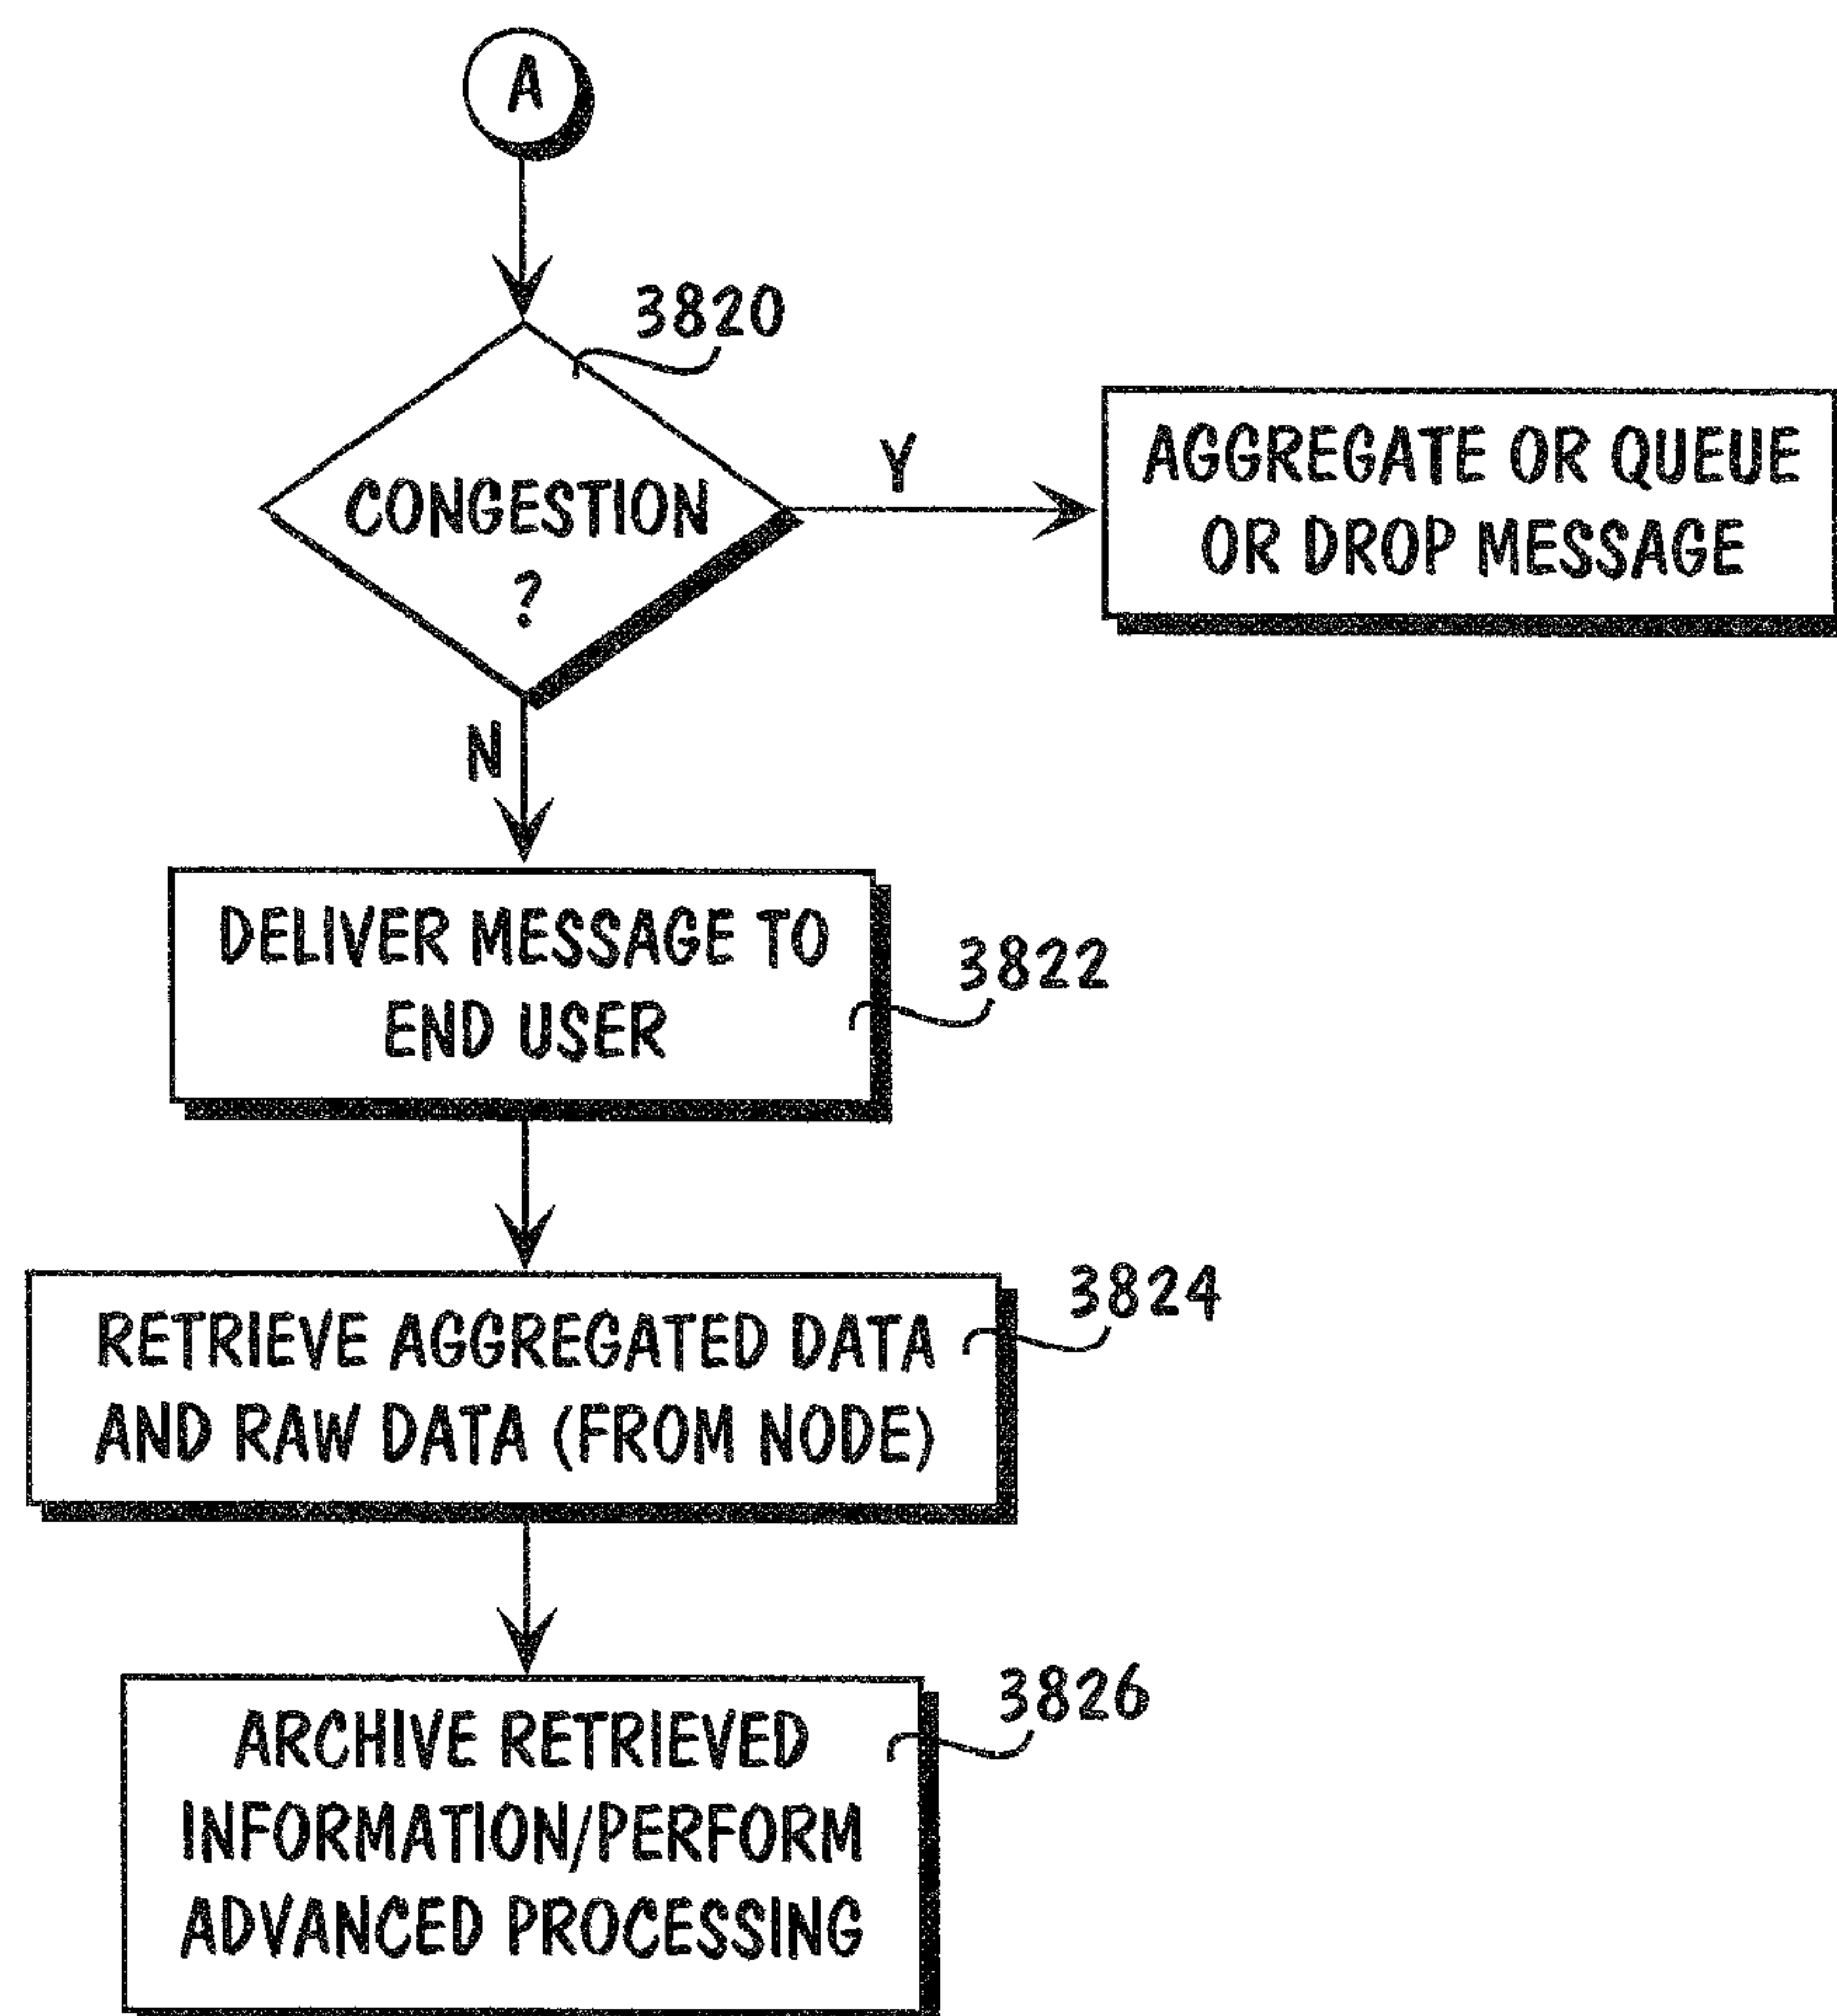 A
3820
CONGESTION
?
Y
AGGREGATE OR QUEUE
OR DROP MESSAGE
N
DELIVER MESSAGE TO
END USER
3822
RETRIEVE AGGREGATED DATA
AND RAW DATA (FROM NODE)
3824
ARCHIVE RETRIEVED
INFORMATION/PERFORM
ADVANCED PROCESSING
3826